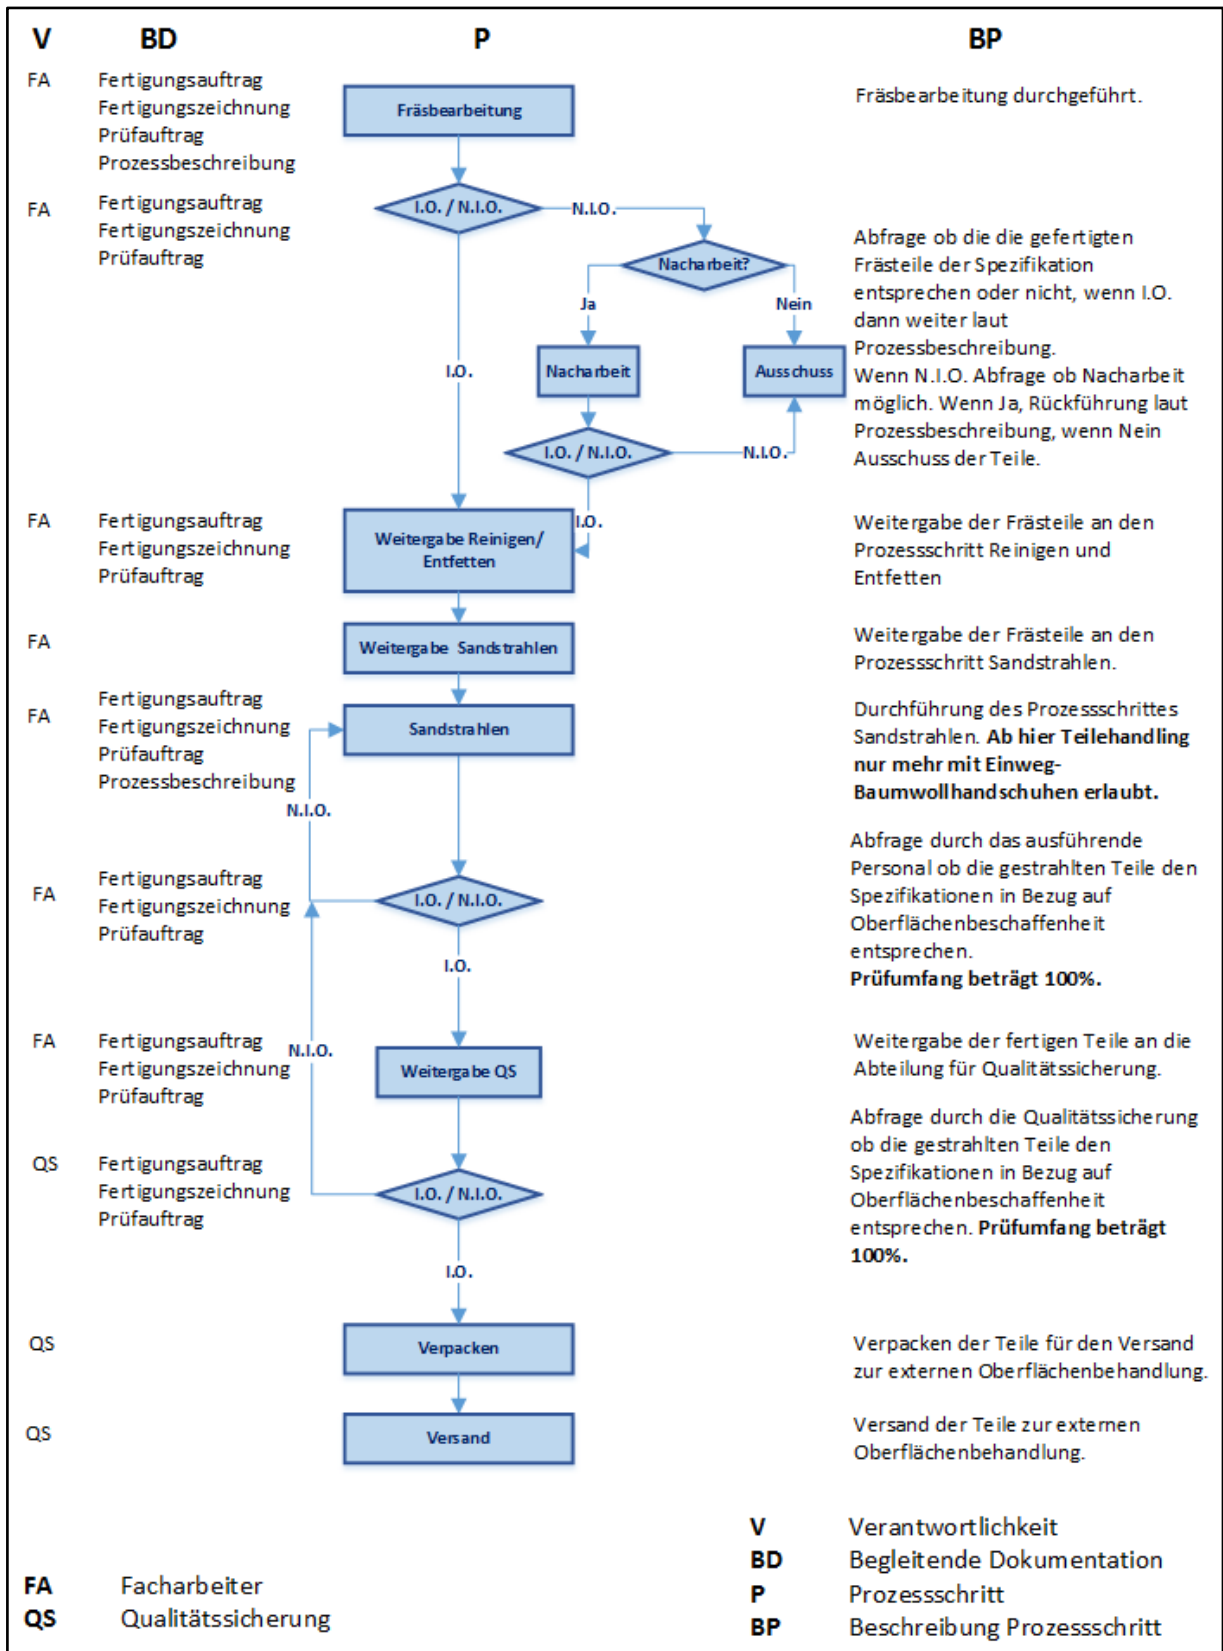 V BD P BP
FA Fertigungsauftrag
Fertigungszeichnung
Prüfauftrag
Prozessbeschreibung
Fräsbearbeitung
Fräsbearbeitung durchgeführt.
FA Fertigungsauftrag
Fertigungszeichnung
Prüfauftrag
I.O. / N.I.O.
N.I.O.
Nacharbeit?
Ja
Nein
I.O.
Nacharbeit
Ausschuss
I.O. / N.I.O.
N.I.O.
I.O.
Abfrage ob die die gefertigten
Frästeile der Spezifikation
entsprechen oder nicht, wenn I.O.
dann weiter laut
Prozessbeschreibung.
Wenn N.I.O. Abfrage ob Nacharbeit
möglich. Wenn Ja, Rückführung laut
Prozessbeschreibung, wenn Nein
Ausschuss der Teile.
FA Fertigungsauftrag
Fertigungszeichnung
Prüfauftrag
Weitergabe Reinigen/
Entfetten
Weitergabe der Frästeile an den
Prozessschritt Reinigen und
Entfetten
FA
Weitergabe Sandstrahlen
Weitergabe der Frästeile an den
Prozessschritt Sandstrahlen.
FA Fertigungsauftrag
Fertigungszeichnung
Prüfauftrag
Prozessbeschreibung
Sandstrahlen
N.I.O.
Durchführung des Prozessschrittes
Sandstrahlen. Ab hier Teilehandling
nur mehr mit Einweg-
Baumwollhandschuhen erlaubt.
FA Fertigungsauftrag
Fertigungszeichnung
Prüfauftrag
I.O. / N.I.O.
I.O.
Abfrage durch das ausführende
Personal ob die gestrahlten Teile den
Spezifikationen in Bezug auf
Oberflächenbeschaffenheit
entsprechen.
Prüfumfang beträgt 100%.
FA Fertigungsauftrag
Fertigungszeichnung
Prüfauftrag
N.I.O.
Weitergabe QS
Weitergabe der fertigen Teile an die
Abteilung für Qualitätssicherung.
QS Fertigungsauftrag
Fertigungszeichnung
Prüfauftrag
I.O. / N.I.O.
I.O.
Abfrage durch die Qualitätssicherung
ob die gestrahlten Teile den
Spezifikationen in Bezug auf
Oberflächenbeschaffenheit
entsprechen. Prüfumfang beträgt
100%.
QS
Verpacken
Verpacken der Teile für den Versand
zur externen Oberflächenbehandlung.
QS
Versand
Versand der Teile zur externen
Oberflächenbehandlung.
FA Facharbeiter
QS Qualitätssicherung
V Verantwortlichkeit
BD Begleitende Dokumentation
P Prozessschritt
BP Beschreibung Prozessschritt